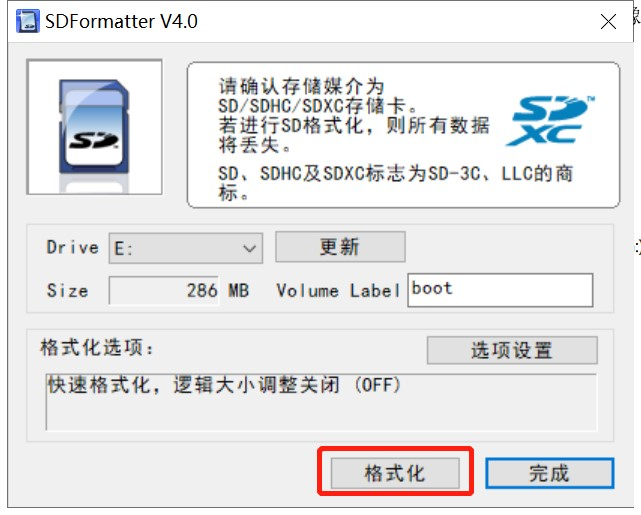 SDFormatter V4.0
请确认存储媒介为
SD/SDHC/SDXC存储卡。
若进行SD格式化，则所有数据
将丢失。
SD、SDHC及SDXC标志为SD-3C、LLC的商
标。
SD
XC
TM
SD
Drive E: 更新
Size 286 MB Volume Label boot
格式化选项： 选项设置
快速格式化，逻辑大小调整关闭 (OFF)
格式化 完成